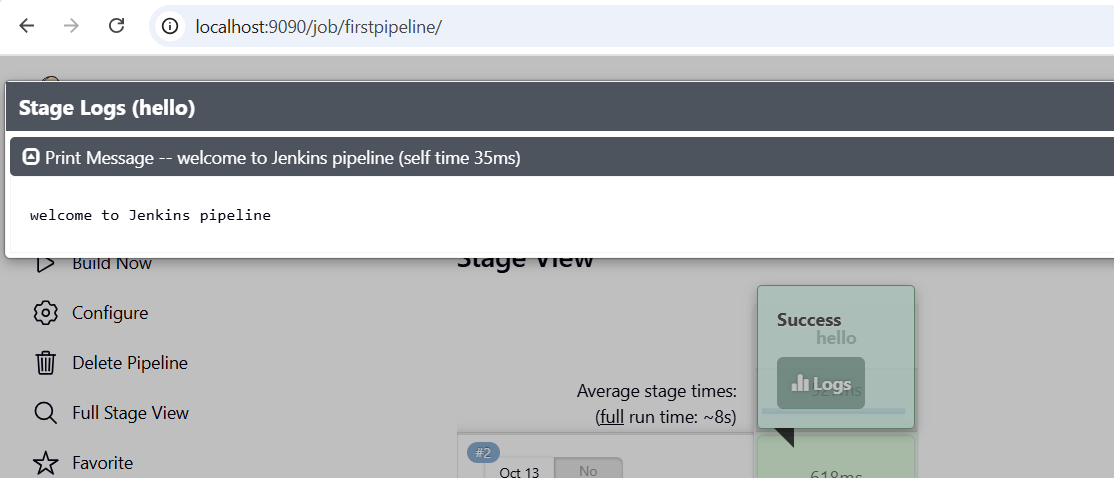 localhost:9090/job/firstpipeline/
Stage Logs (hello)
Print Message -- welcome to Jenkins pipeline (self time 35ms)
welcome to Jenkins pipeline
Build Now
Stage View
Configure
Success
hello
Delete Pipeline
Logs
Average stage times:
(full run time: ~8s)
Full Stage View
#2
Favorite
Oct 13
No
618ms